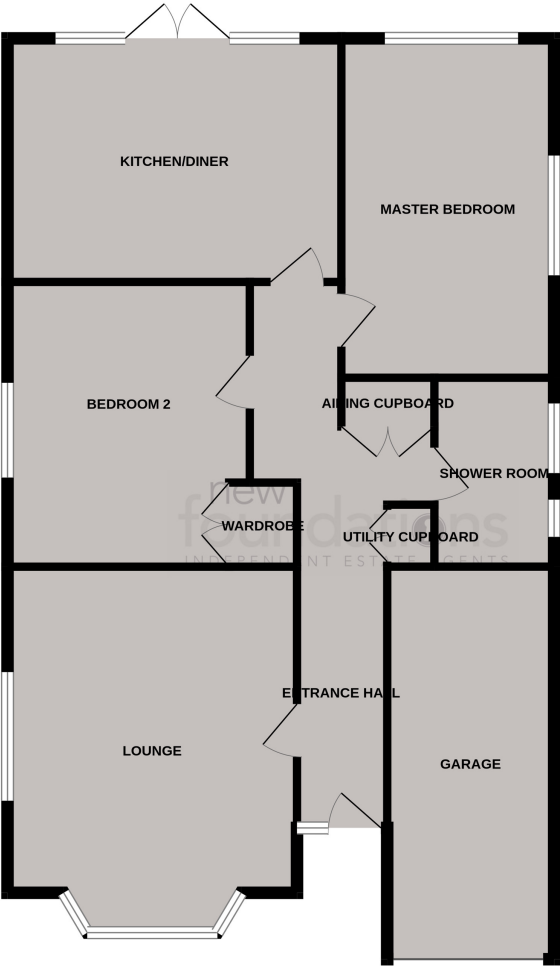 KITCHEN/DINER
MASTER BEDROOM
BEDROOM 2
AIRING CUPBOARD
SHOWER ROOM
new
foundations
WARDROBE
UTILITY CUPBOARD
INDEPENDENT ESTATE AGENTS
ENTRANCE HALL
LOUNGE
GARAGE